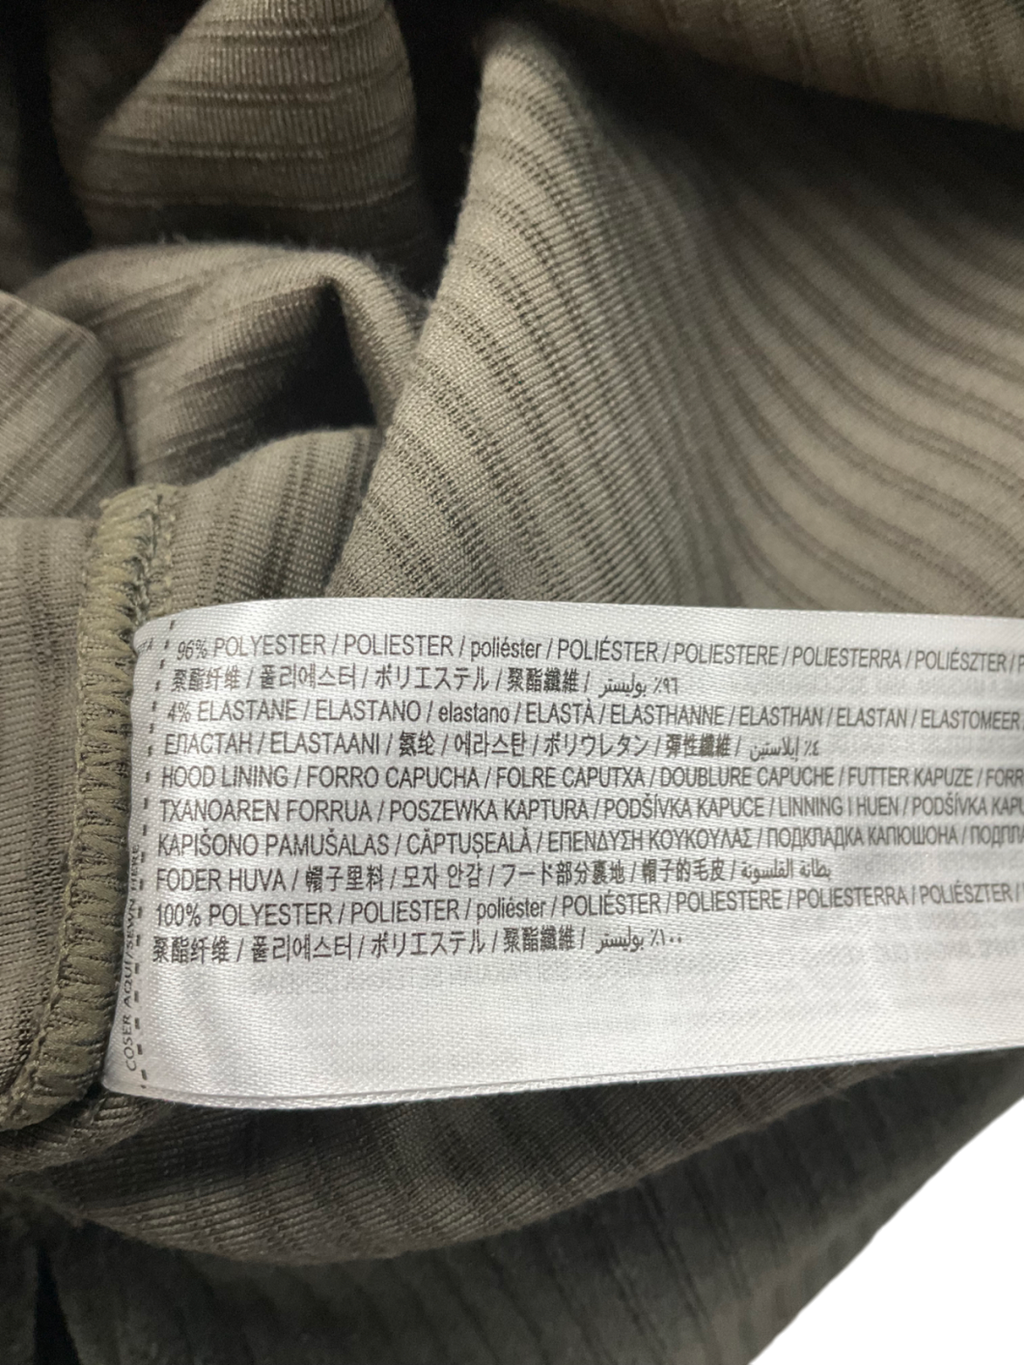 96% POLYESTER / POLIESTER / poliéster / POLIÉSTER / POLIESTERE / POLIESTERRA / POLIÉSZTER / P
聚酯纤维 / 폴리에스터 / ポリエステル / 聚酯纖維 / ٩٦٪ بوليستر
4% ELASTANE / ELASTANO / elastano / ELASTÀ / ELASTHANNE / ELASTHAN / ELASTAN / ELASTOMEER
ЕЛАСТАН / ELASTAANI / 氨纶 / 에라스탄 / ポリウレタン / 彈性纖維 / ٤٪ إيلاستين
HOOD LINING / FORRO CAPUCHA / FOLRE CAPUTXA / DOUBLURE CAPUCHE / FUTTER KAPUZE / FORR
TXANOAREN FORRUA / POSZEWKA KAPTURA / PODŠÍVKA KAPUCE / LINNING I HUEN / PODŠÍVKA KAPU
KAPIŠONO PAMUŠALAS / CĂPTUȘEALĂ / ΕΠΕΝΔΥΣΗ ΚΟΥΚΟΥΛΑΣ / ПОДКЛАДКА КАПЮШОНА / ПОДПЛА
FODER HUVA / 帽子里料 / 모자 안감 / フード部分裏地 / 帽子的毛皮 / بطانة القلنسوة
100% POLYESTER / POLIESTER / poliéster / POLIÉSTER / POLIESTERE / POLIESTERRA / POLIÉSZTER /
聚酯纤维 / 폴리에스터 / ポリエステル / 聚酯纖維 / ١٠٠٪ بوليستر
COSER AQUI/SEWN HERE